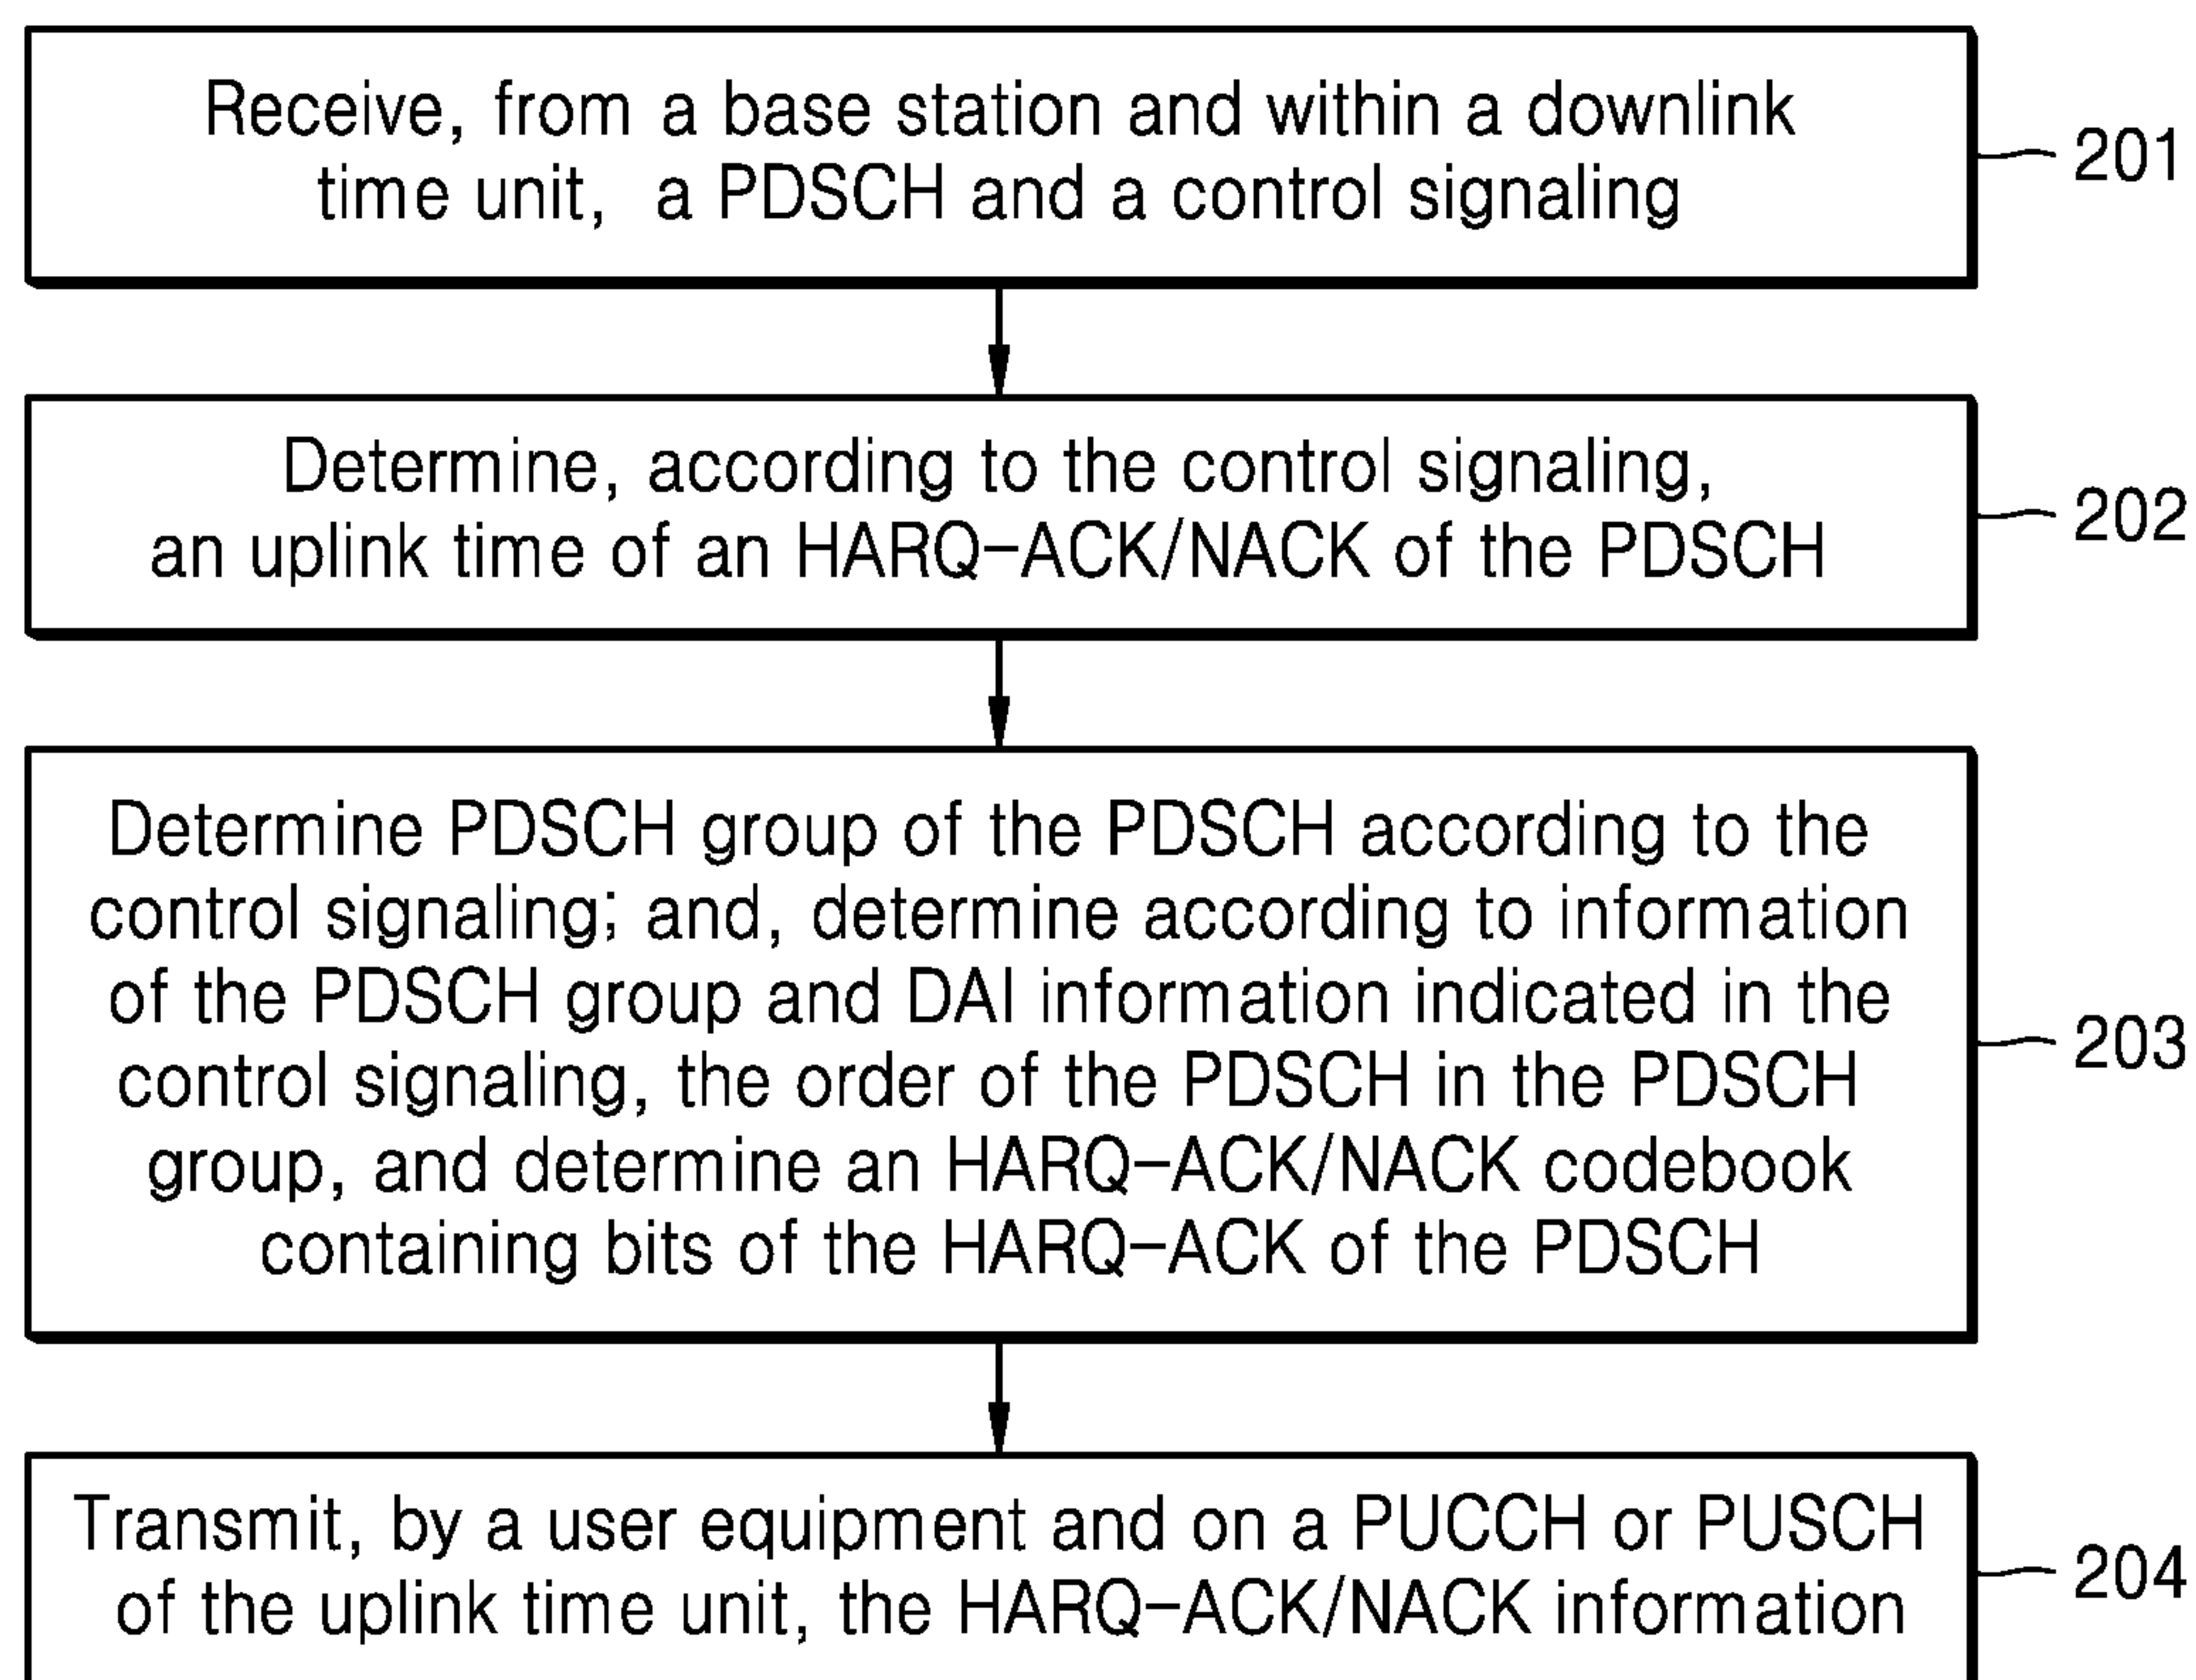 Receive, from a base station and within a downlink
time unit, a PDSCH and a control signaling
201
Determine, according to the control signaling,
an uplink time of an HARQ-ACK/NACK of the PDSCH
202
Determine PDSCH group of the PDSCH according to the
control signaling; and, determine according to information
of the PDSCH group and DAI information indicated in the
control signaling, the order of the PDSCH in the PDSCH
group, and determine an HARQ-ACK/NACK codebook
containing bits of the HARQ-ACK of the PDSCH
203
Transmit, by a user equipment and on a PUCCH or PUSCH
of the uplink time unit, the HARQ-ACK/NACK information
204